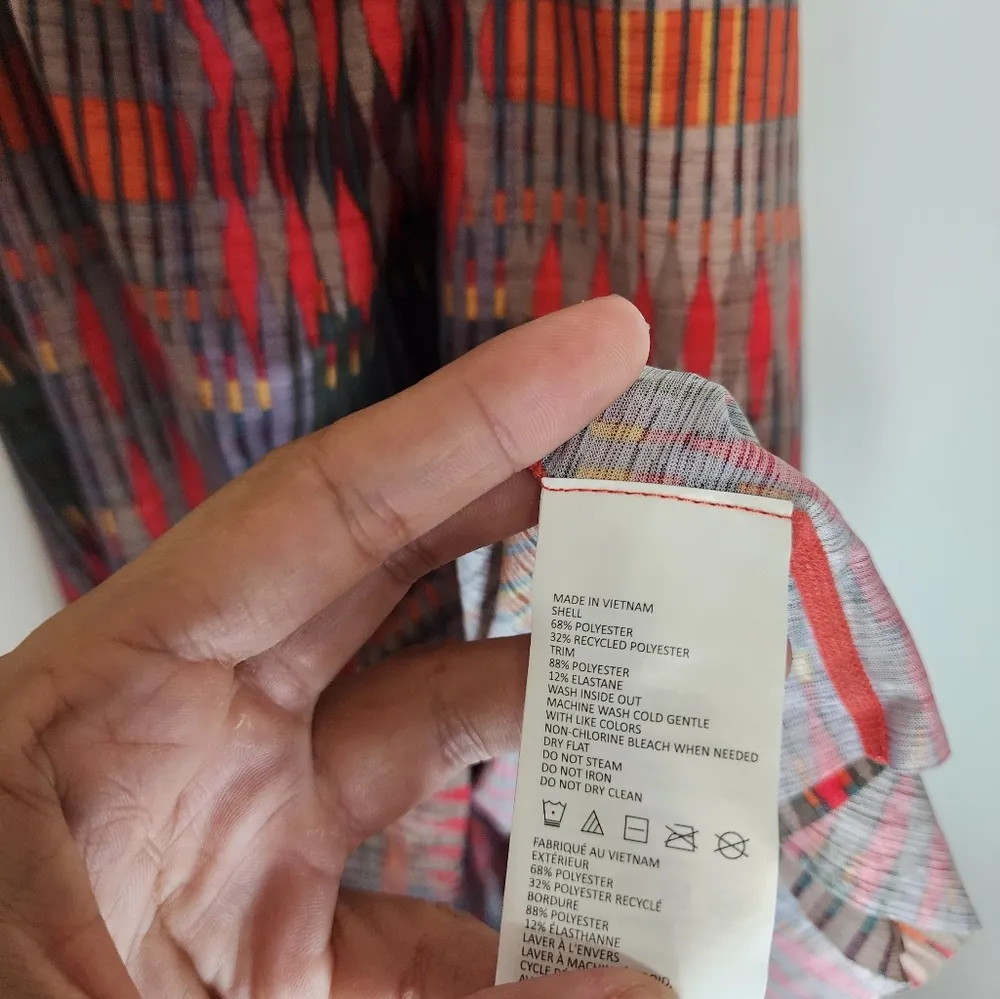 MADE IN VIETNAM
SHELL
68% POLYESTER
32% RECYCLED POLYESTER
TRIM
88% POLYESTER
12% ELASTANE
WASH INSIDE OUT
MACHINE WASH COLD GENTLE
WITH LIKE COLORS
NON-CHLORINE BLEACH WHEN NEEDED
DRY FLAT
DO NOT STEAM
DO NOT IRON
DO NOT DRY CLEAN
FABRIQUÉ AU VIETNAM
EXTÉRIEUR
68% POLYESTER
32% POLYESTER RECYCLÉ
BORDURE
88% POLYESTER
12% ÉLASTHANNE
LAVER À L'ENVERS
LAVER À
CYCLE